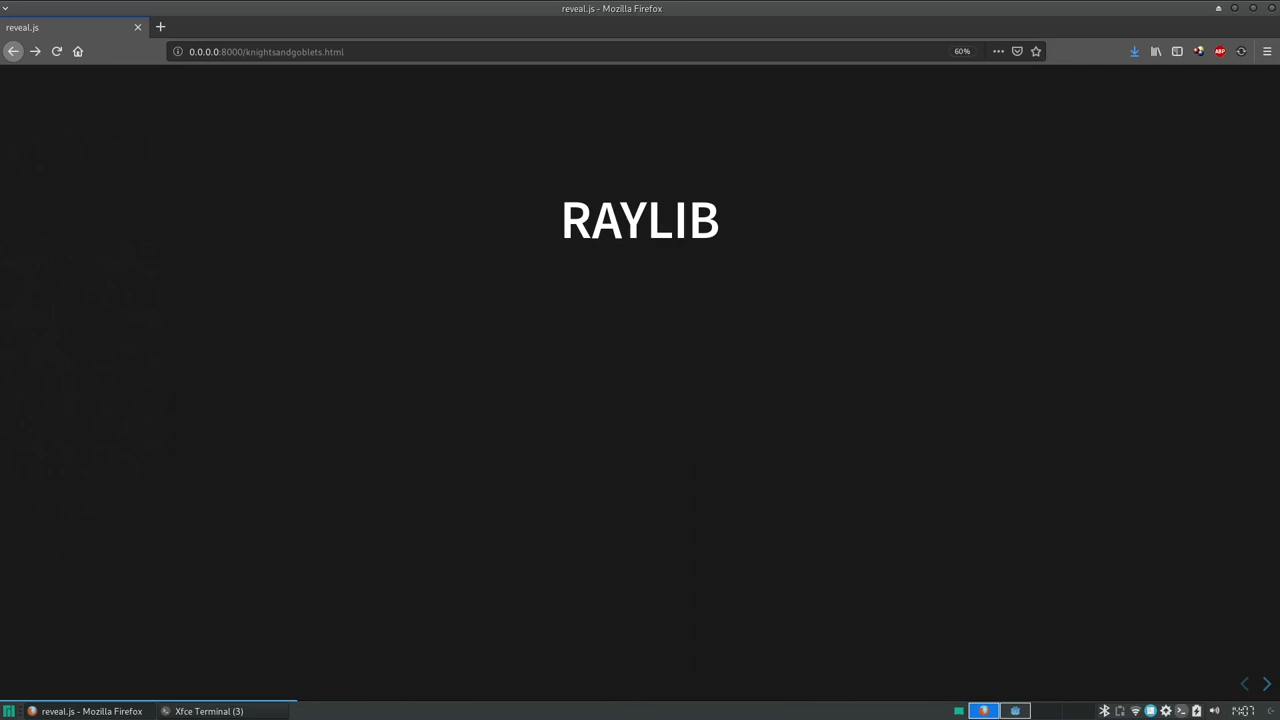 reveal.js - Mozilla Firefox
reveal.js
0.0.0.0:8000/knightsandgoblets.html
60%
ABP
RAYLIB
reveal.js - Mozilla Firefox
Xfce Terminal (3)